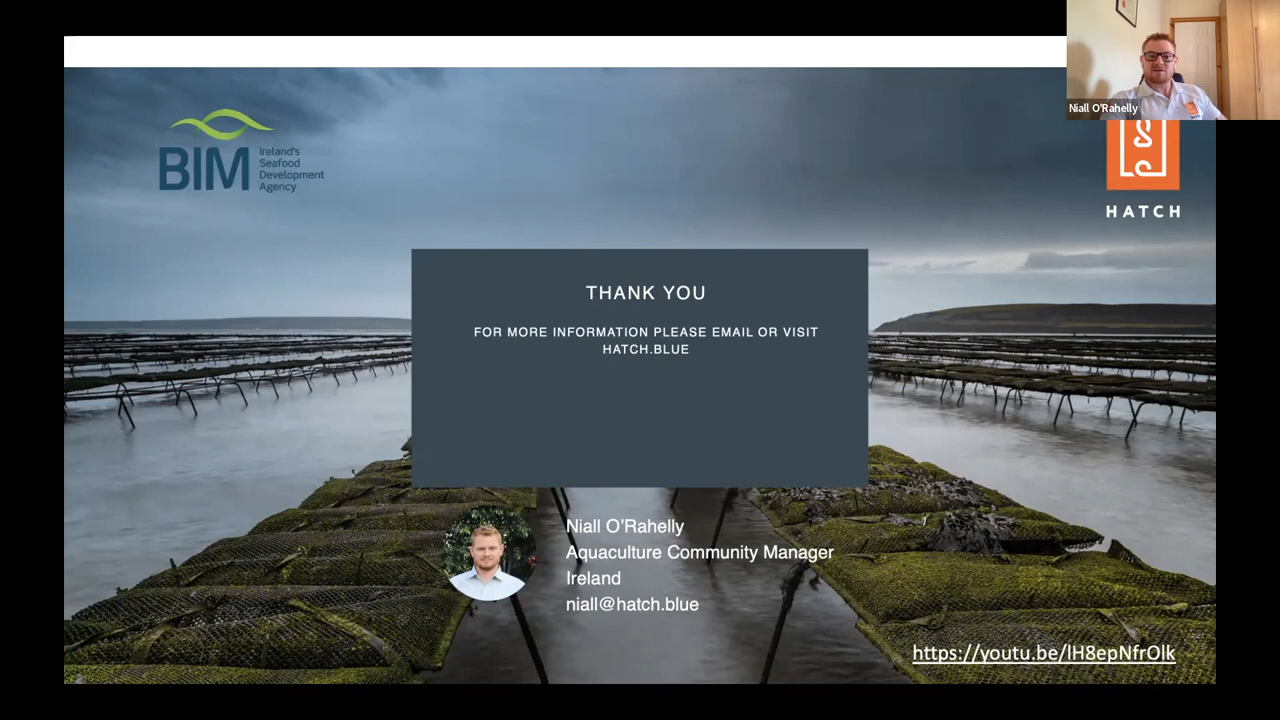 Niall O'Rahelly
BIM
Ireland's
Seafood
Development
Agency
HATCH
THANK YOU
FOR MORE INFORMATION PLEASE EMAIL OR VISIT
HATCH.BLUE
Niall O'Rahelly
Aquaculture Community Manager
Ireland
niall@hatch.blue
https://youtu.be/lH8epNfrOlk